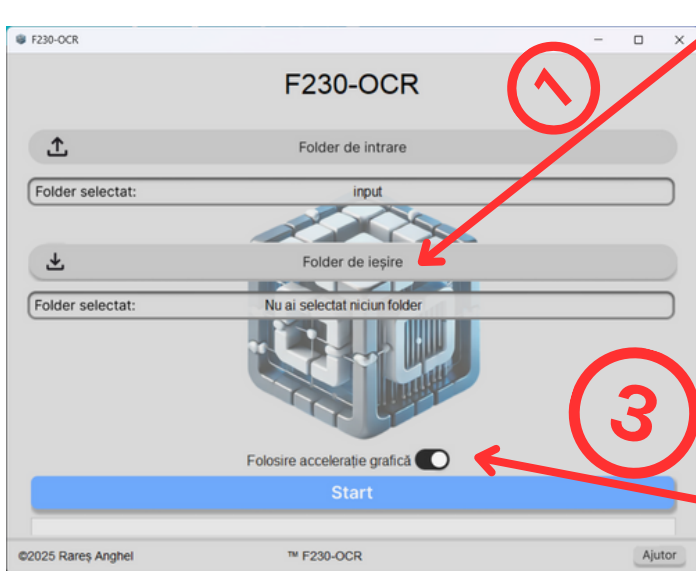 F230-OCR
F230-OCR
1
Folder de intrare
Folder selectat: input
Folder de ieșire
Folder selectat: Nu ai selectat niciun folder
3
Folosire accelerație grafică
Start
©2025 Rareș Anghel ™ F230-OCR Ajutor